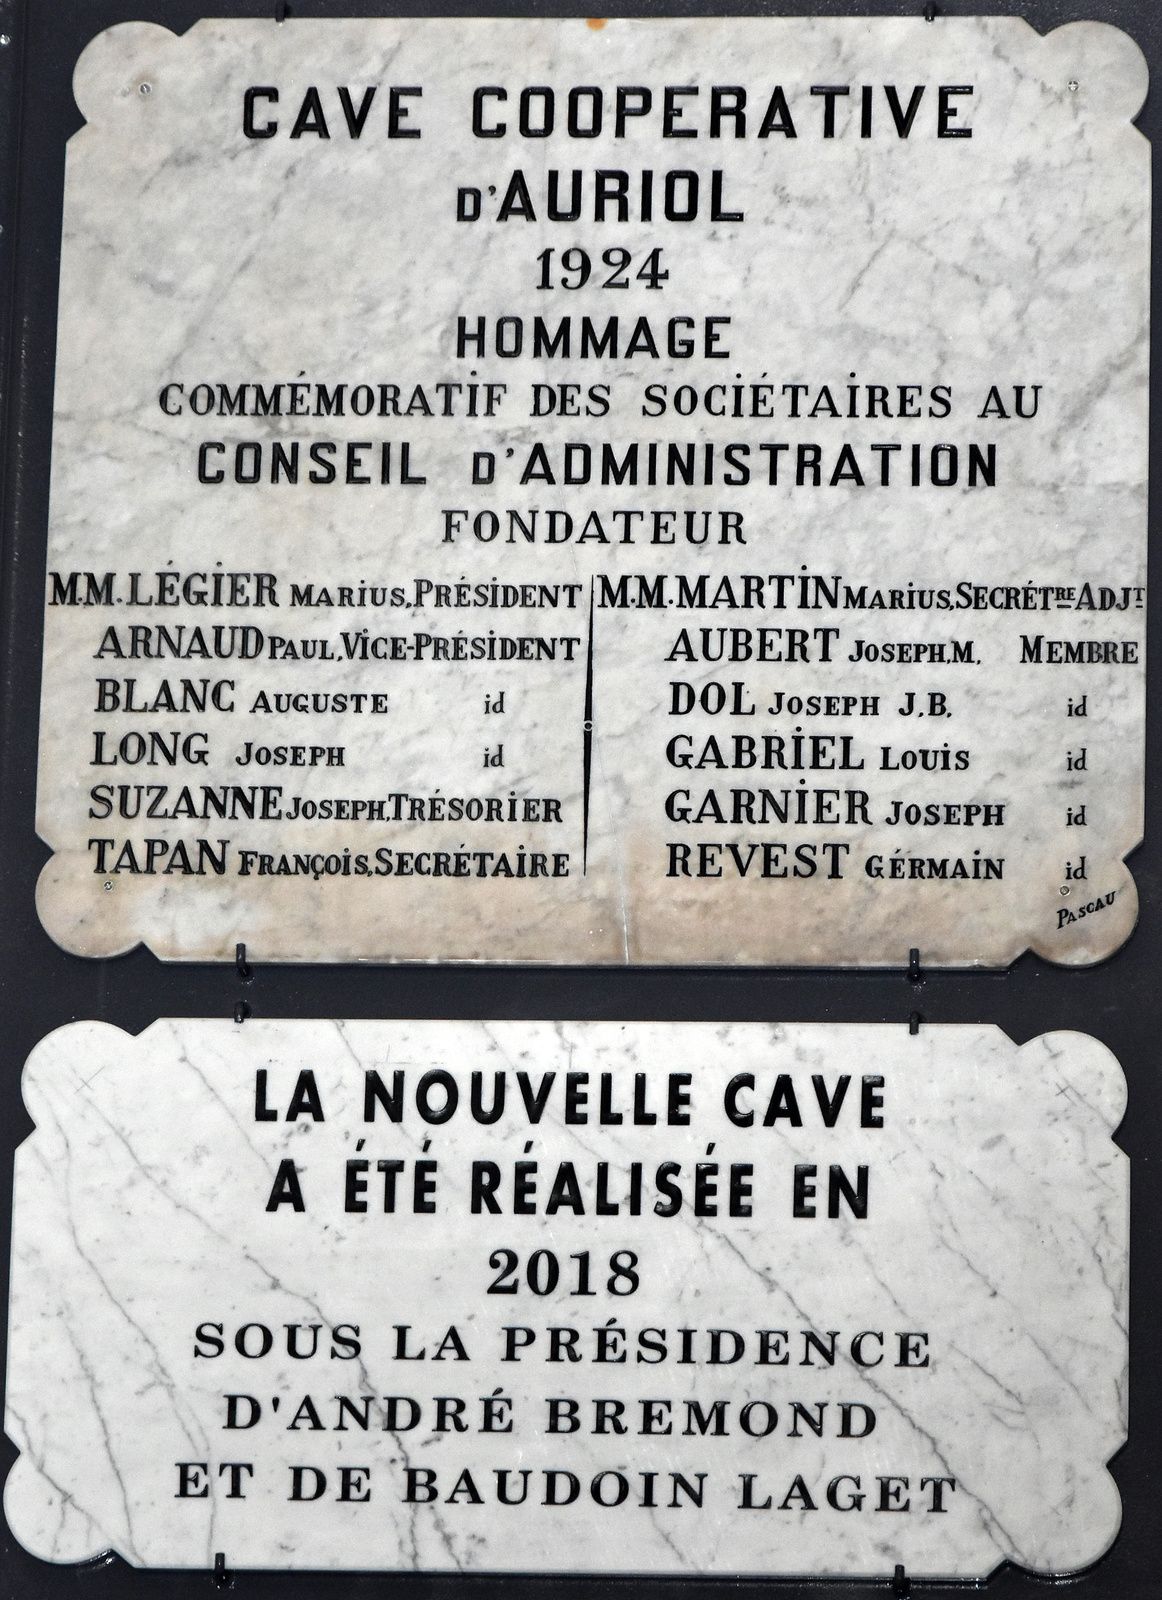 CAVE COOPERATIVE
D'AURIOL
1924
HOMMAGE
COMMÉMORATIF DES SOCIÉTAIRES AU
CONSEIL D'ADMINISTRATION
FONDATEUR
M.M. LÉGIER MARIUS, PRÉSIDENT
ARNAUD PAUL, VICE-PRÉSIDENT
BLANC AUGUSTE id
LONG JOSEPH id
SUZANNE JOSEPH, TRÉSORIER
TAPAN FRANÇOIS, SECRÉTAIRE
M.M. MARTIN MARIUS, SECRÉTRE ADJT
AUBERT JOSEPH, M. MEMBRE
DOL JOSEPH J.B. id
GABRIEL LOUIS id
GARNIER JOSEPH id
REVEST GÉRMAIN id
PASCAU
LA NOUVELLE CAVE
A ÉTÉ RÉALISÉE EN
2018
SOUS LA PRÉSIDENCE
D'ANDRÉ BREMOND
ET DE BAUDOIN LAGET